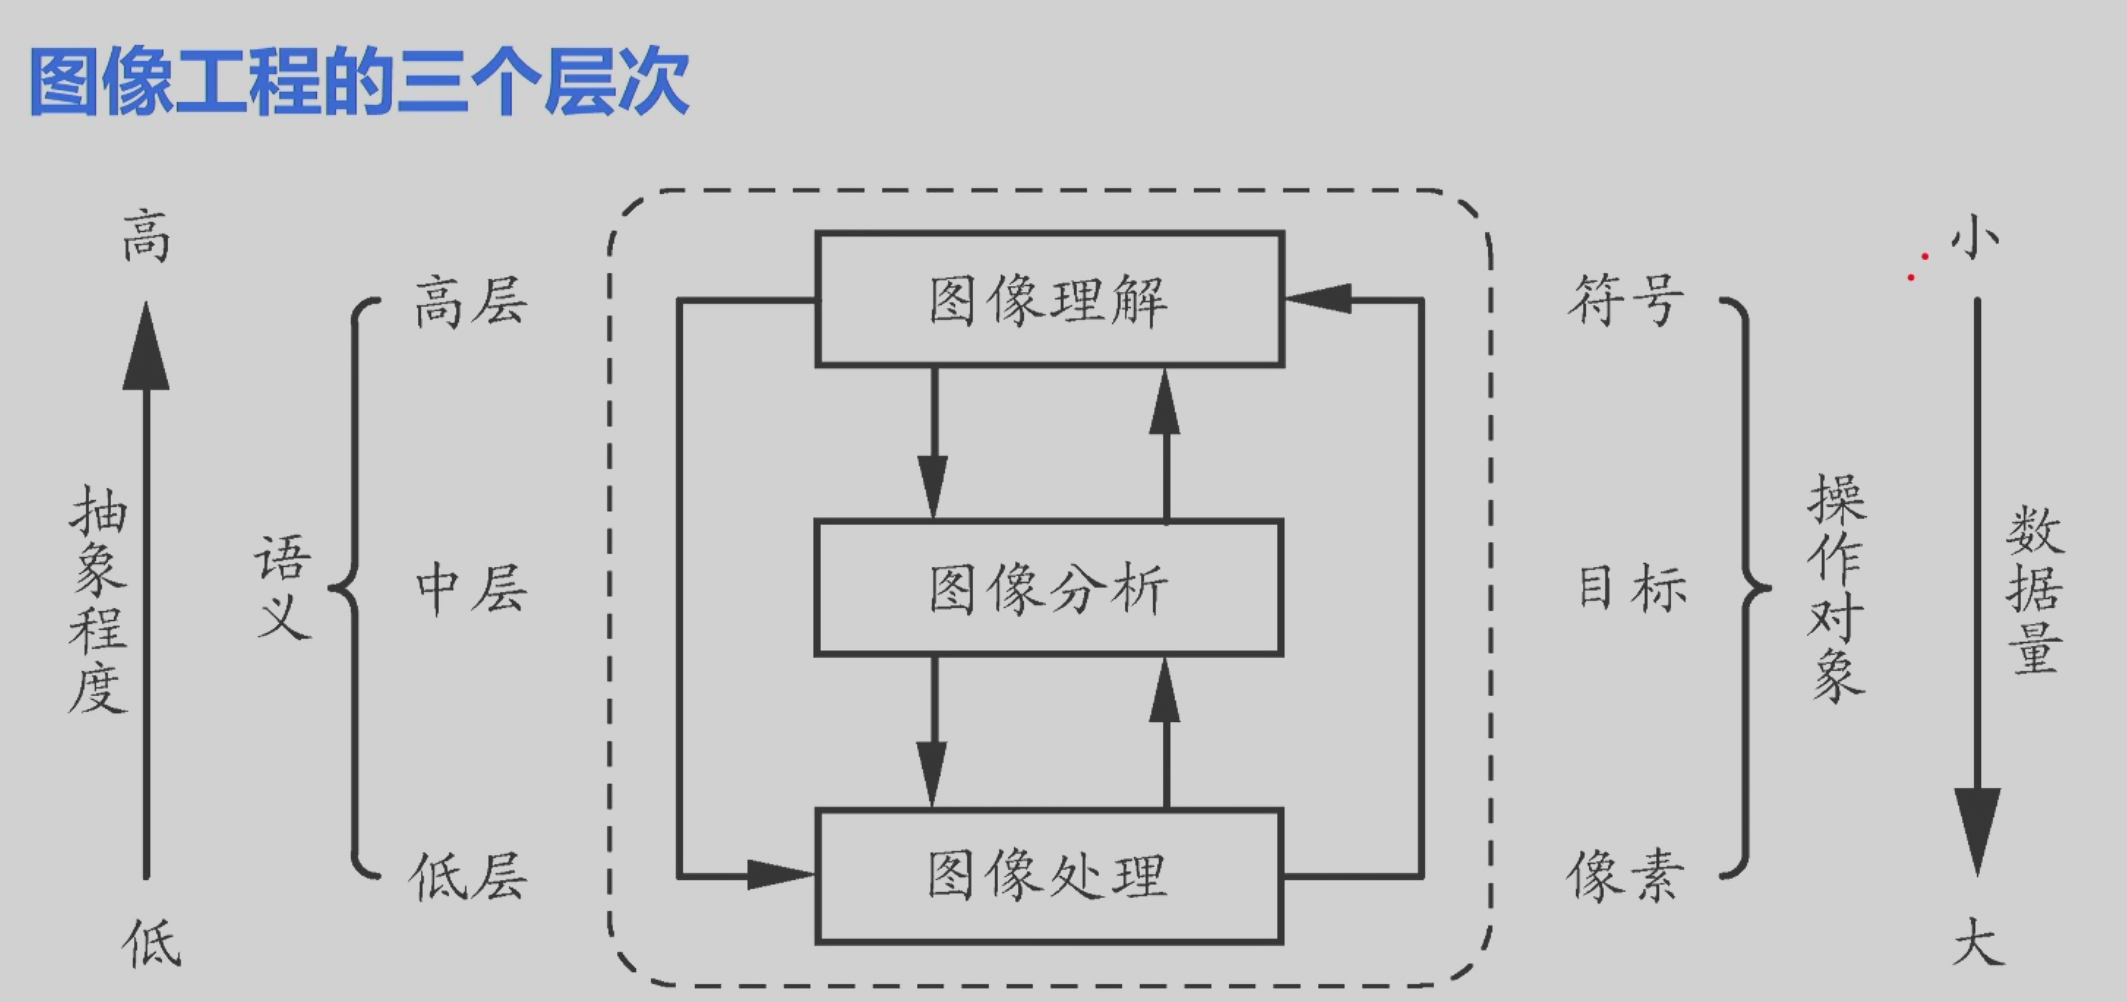 图像工程的三个层次
高
小
高层
图像理解
符号
抽象程度
语义
中层
图像分析
目标
操作对象
数据量
低层
图像处理
像素
低
大